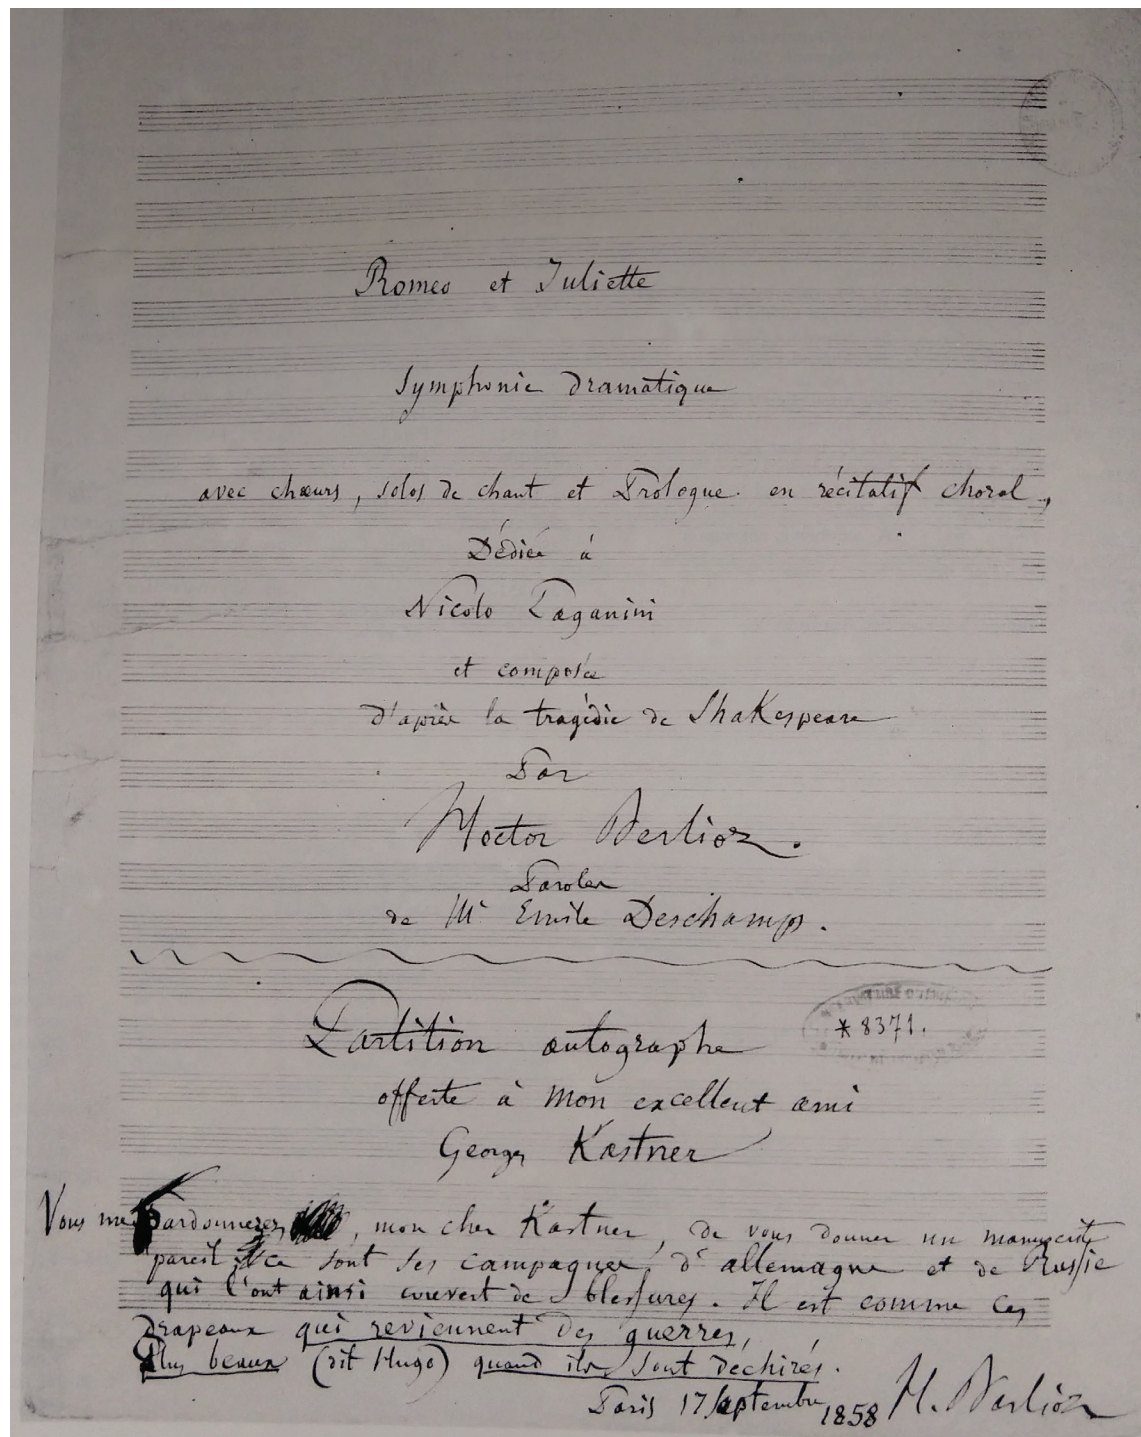 Romeo et Juliette
Symphonie dramatique
avec chœurs, solos de chant et Prologue en récitatif choral,
Dédiée à
Nicolo Paganini
et composée
d'après la tragédie de Shakespeare
Par
Hector Berlioz.
Paroles
de Mr Emile Deschamps.
* 8371.
Partition autographe
offerte à mon excellent ami
Georges Kastner
Vous me pardonnerez, mon cher Kastner, de vous donner un manuscrit
pareil; ce sont ses campagnes d'allemagne et de Russie
qui l'ont ainsi couvert de blessures. Il est comme ces
drapeaux qui reviennent des guerres,
Plus beaux (dit Hugo) quand ils sont déchirés.
Paris 17 Septembre 1858 H. Berlioz